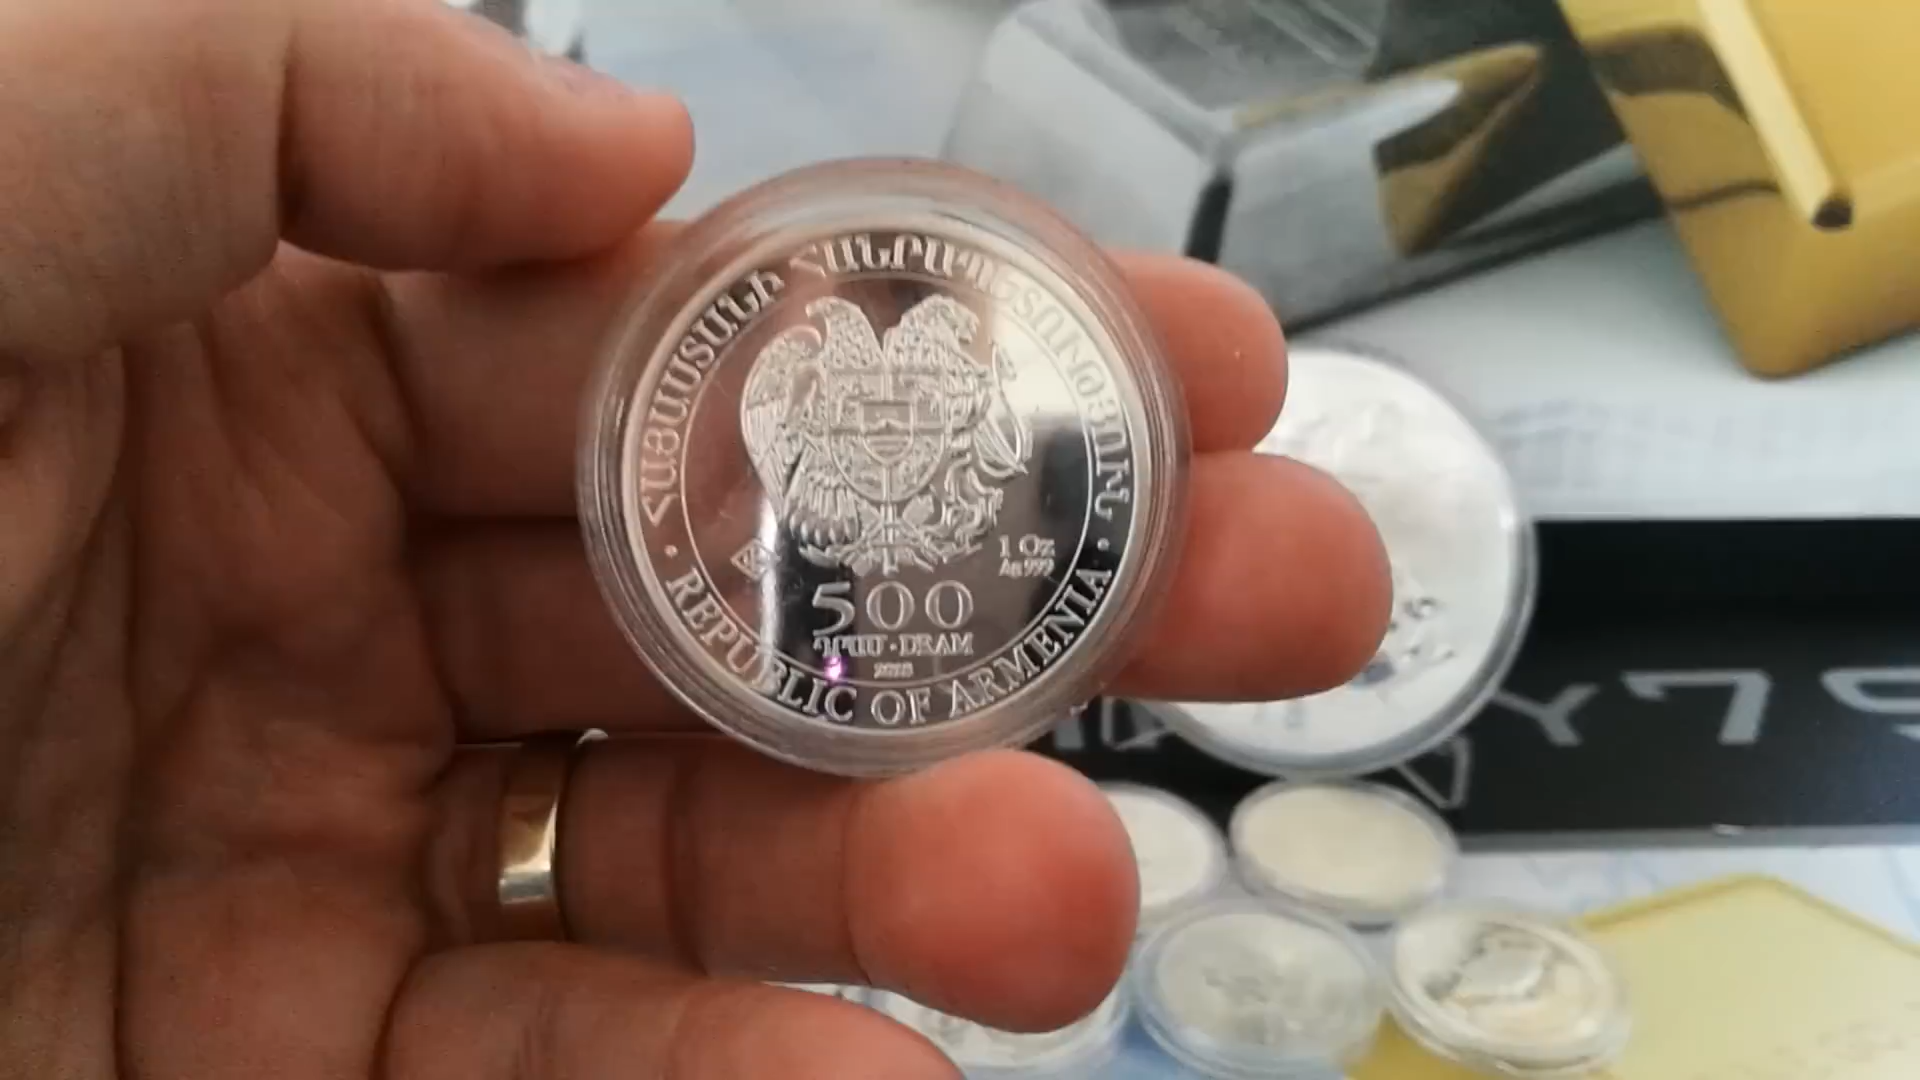 ՀԱՅԱՍՏԱՆԻ ՀԱՆՐԱՊԵՏՈՒԹՅՈՒՆ
1 Oz
Ag 999
500
ԴՐԱՄ · DRAM
· REPUBLIC OF ARMENIA ·